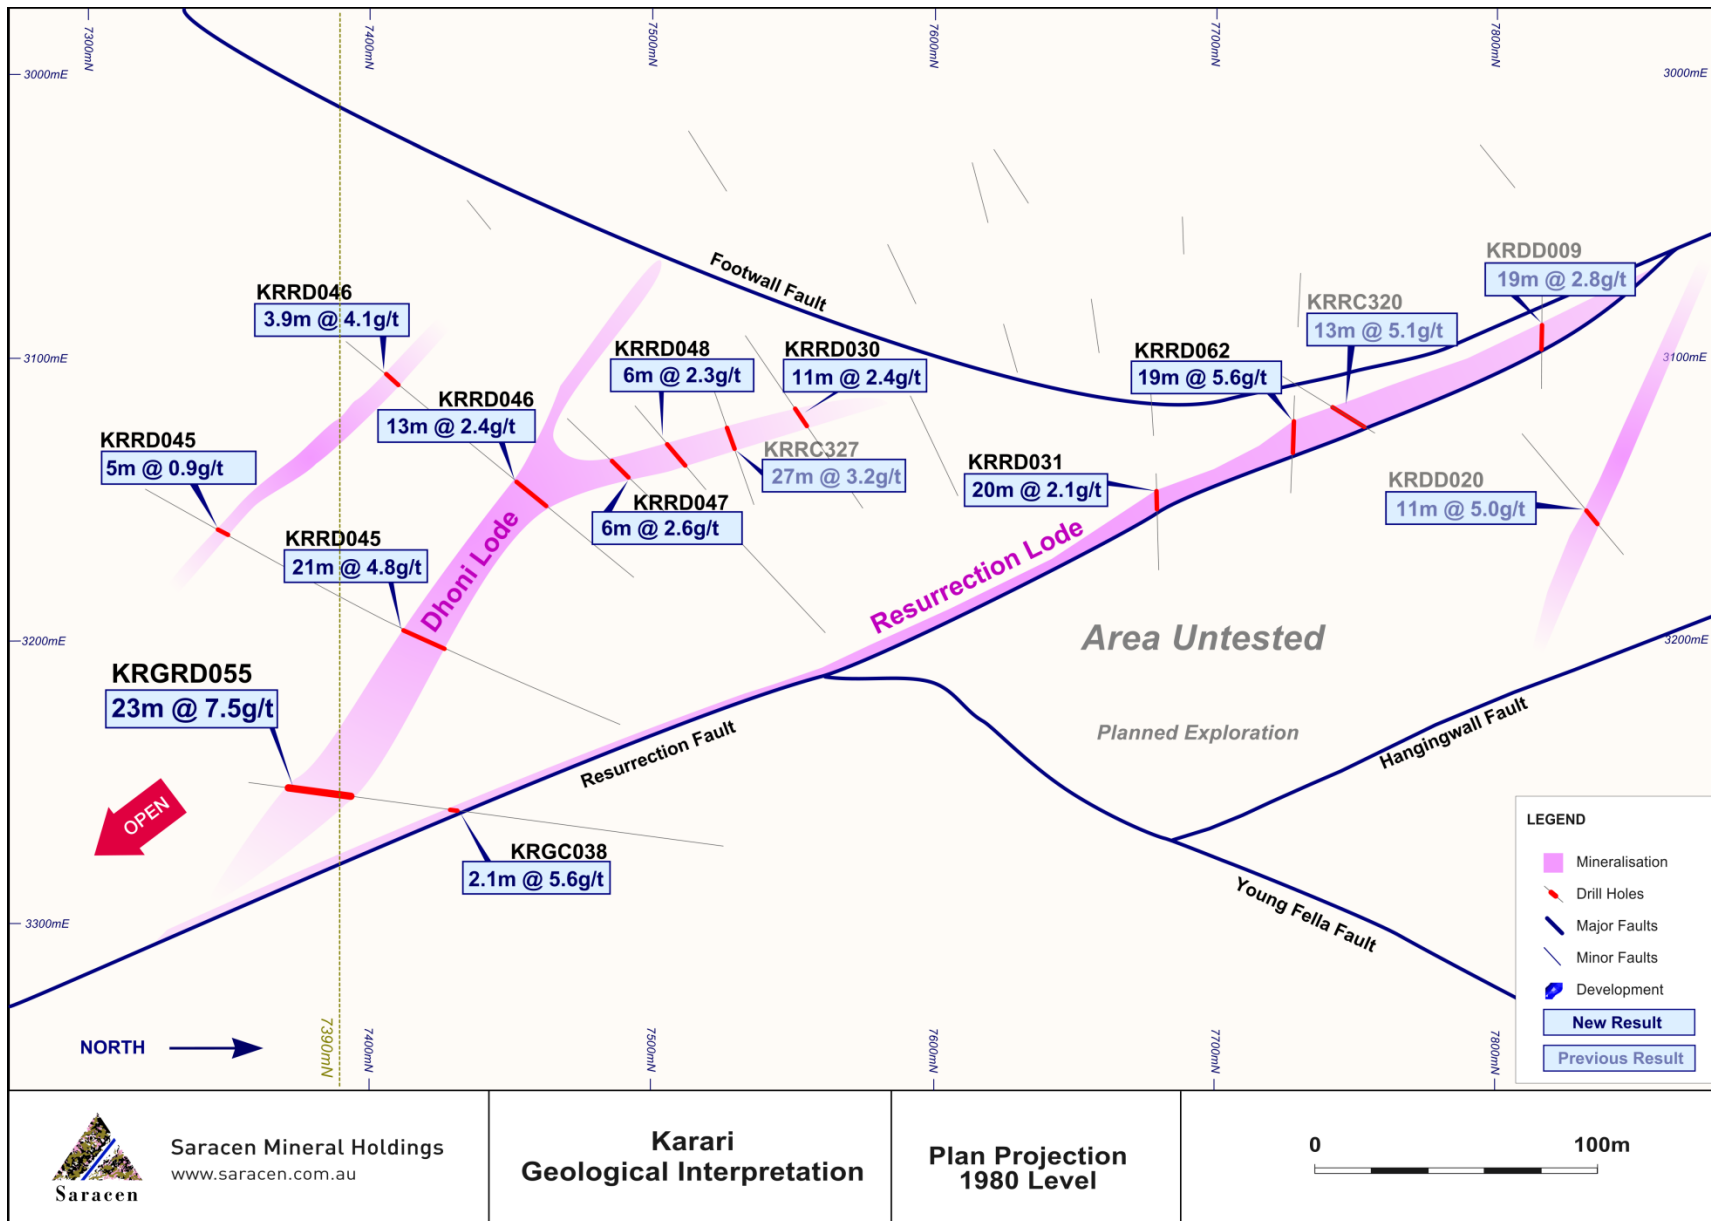 7300mN
7400mN
7500mN
7600mN
7700mN
7800mN
3000mE
3000mE
Footwall Fault
KRDD009
19m @ 2.8g/t
KRRD046
3.9m @ 4.1g/t
KRRC320
13m @ 5.1g/t
3100mE
3100mE
KRRD048
6m @ 2.3g/t
KRRD030
11m @ 2.4g/t
KRRD062
19m @ 5.6g/t
KRRD046
13m @ 2.4g/t
KRRD045
5m @ 0.9g/t
KRRC327
27m @ 3.2g/t
KRRD031
20m @ 2.1g/t
KRDD020
11m @ 5.0g/t
KRRD047
6m @ 2.6g/t
KRRD045
21m @ 4.8g/t
Dhoni Lode
Resurrection Lode
3200mE
3200mE
Area Untested
KRGRD055
23m @ 7.5g/t
Resurrection Fault
Planned Exploration
Hangingwall Fault
OPEN
KRGC038
2.1m @ 5.6g/t
Young Fella Fault
3300mE
LEGEND
Mineralisation
Drill Holes
Major Faults
Minor Faults
Development
New Result
Previous Result
NORTH
7390mN
7400mN
7500mN
7600mN
7700mN
7800mN
Saracen
Saracen Mineral Holdings
www.saracen.com.au
Karari
Geological Interpretation
Plan Projection
1980 Level
0 100m